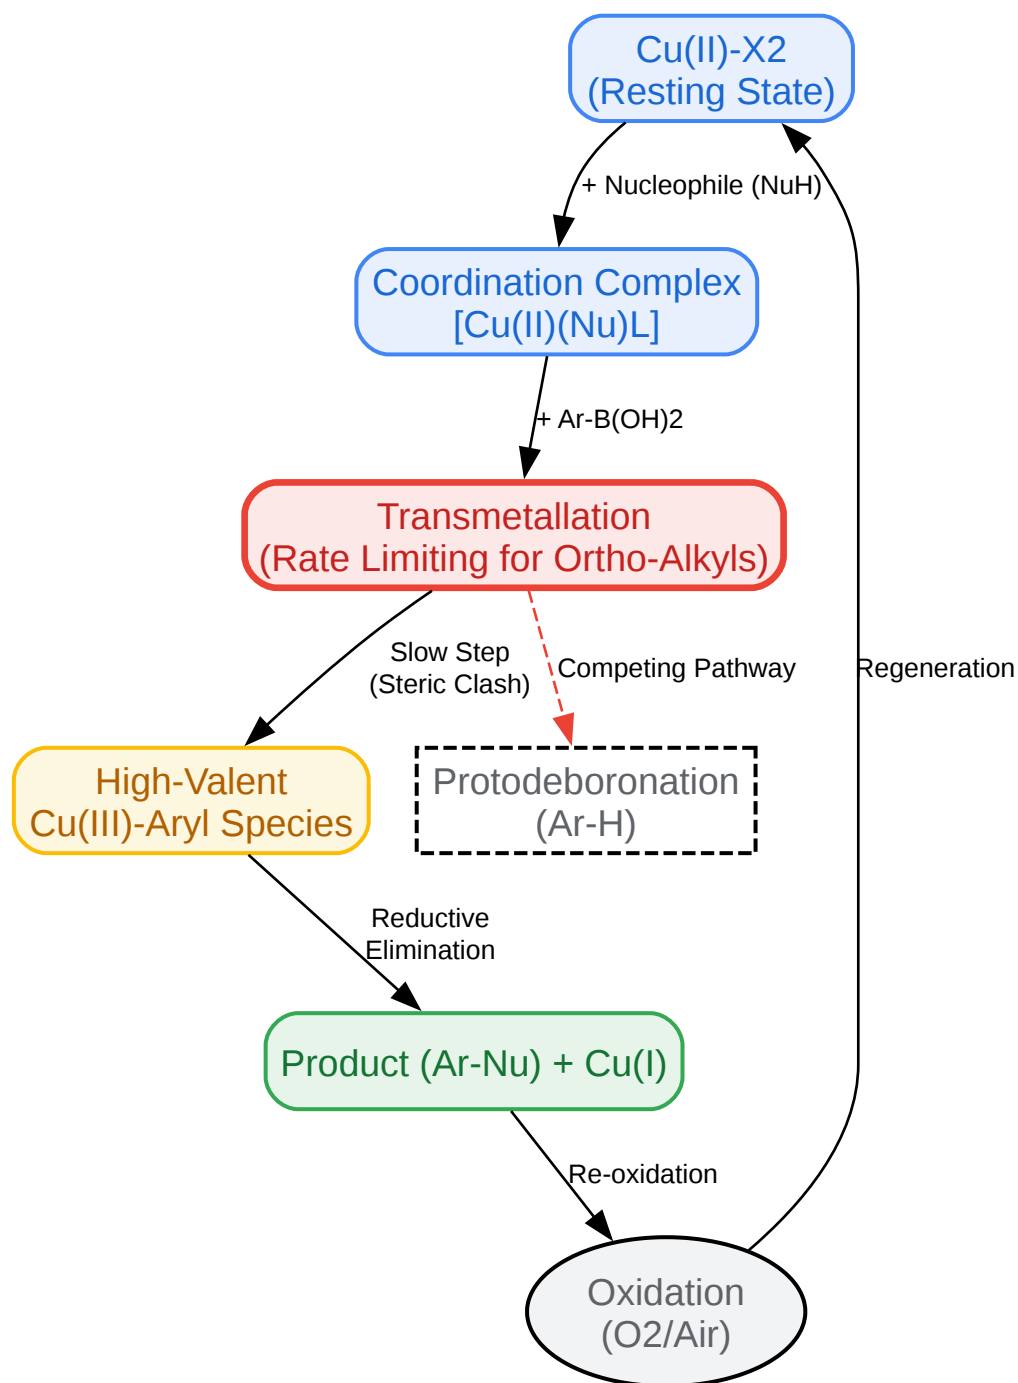 Cu(II)-X2
(Resting State)
+ Nucleophile (NuH)
Coordination Complex
[Cu(II)(Nu)L]
+ Ar-B(OH)2
Transmetallation
(Rate Limiting for Ortho-Alkyls)
Slow Step
(Steric Clash)
Competing Pathway
Regeneration
High-Valent
Cu(III)-Aryl Species
Protodeboronation
(Ar-H)
Reductive
Elimination
Product (Ar-Nu) + Cu(I)
Re-oxidation
Oxidation
(O2/Air)